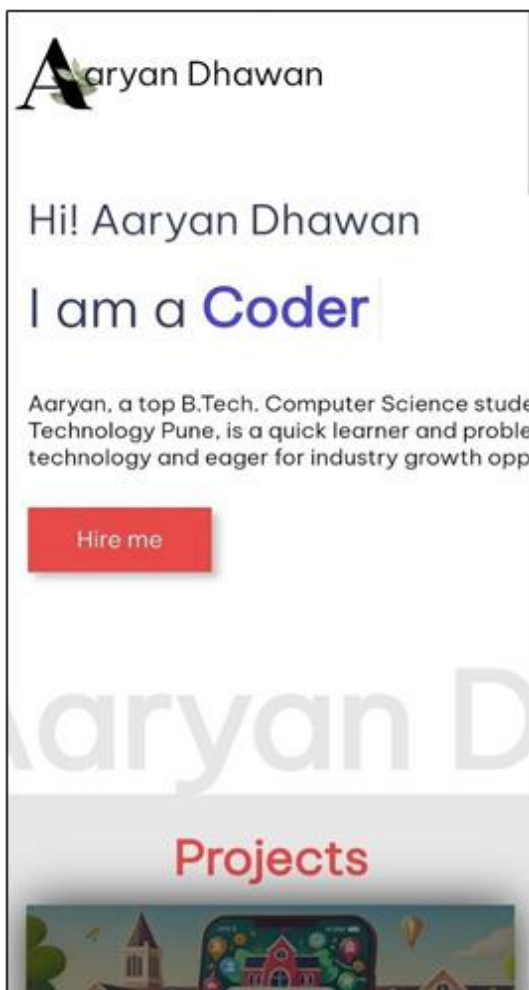 Aaryan Dhawan
Hi! Aaryan Dhawan
I am a Coder
Aaryan, a top B.Tech. Computer Science stude
Technology Pune, is a quick learner and proble
technology and eager for industry growth opp
Hire me
Aaryan D
Projects